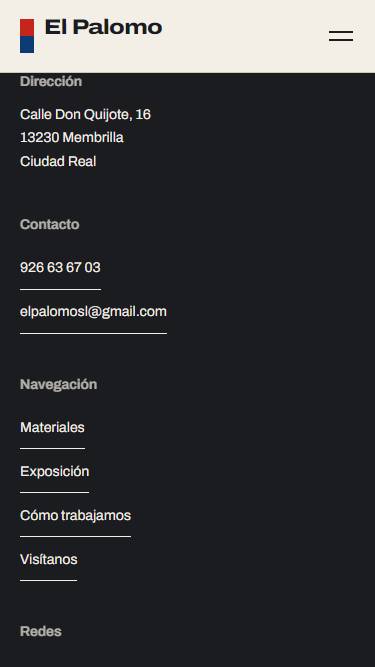 El Palomo
Dirección
Calle Don Quijote, 16
13230 Membrilla
Ciudad Real
Contacto
926 63 67 03
elpalomosl@gmail.com
Navegación
Materiales
Exposición
Cómo trabajamos
Visítanos
Redes